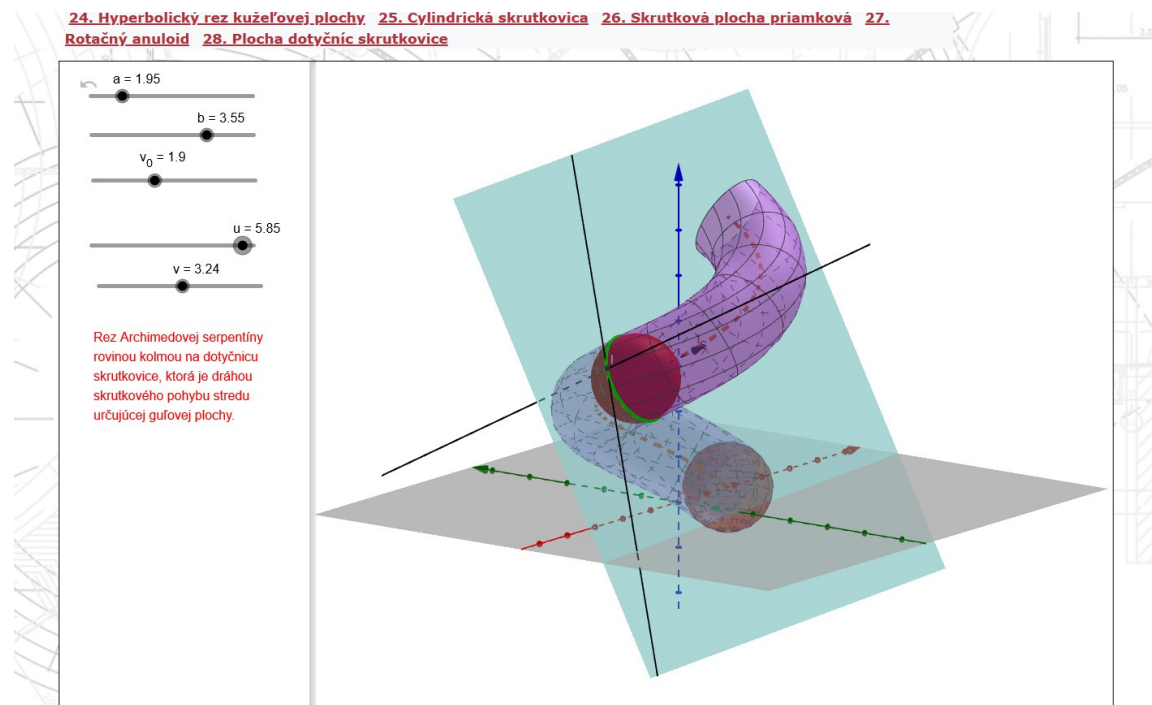 24. Hyperbolický rez kužeľovej plochy   25. Cylindrická skrutkovica   26. Skrutková plocha priamková   27.
Rotačný anuloid   28. Plocha dotyčníc skrutkovice
a = 1.95
b = 3.55
v₀ = 1.9
u = 5.85
v = 3.24
Rez Archimedovej serpentíny
rovinou kolmou na dotyčnicu
skrutkovice, ktorá je dráhou
skrutkového pohybu stredu
určujúcej guľovej plochy.